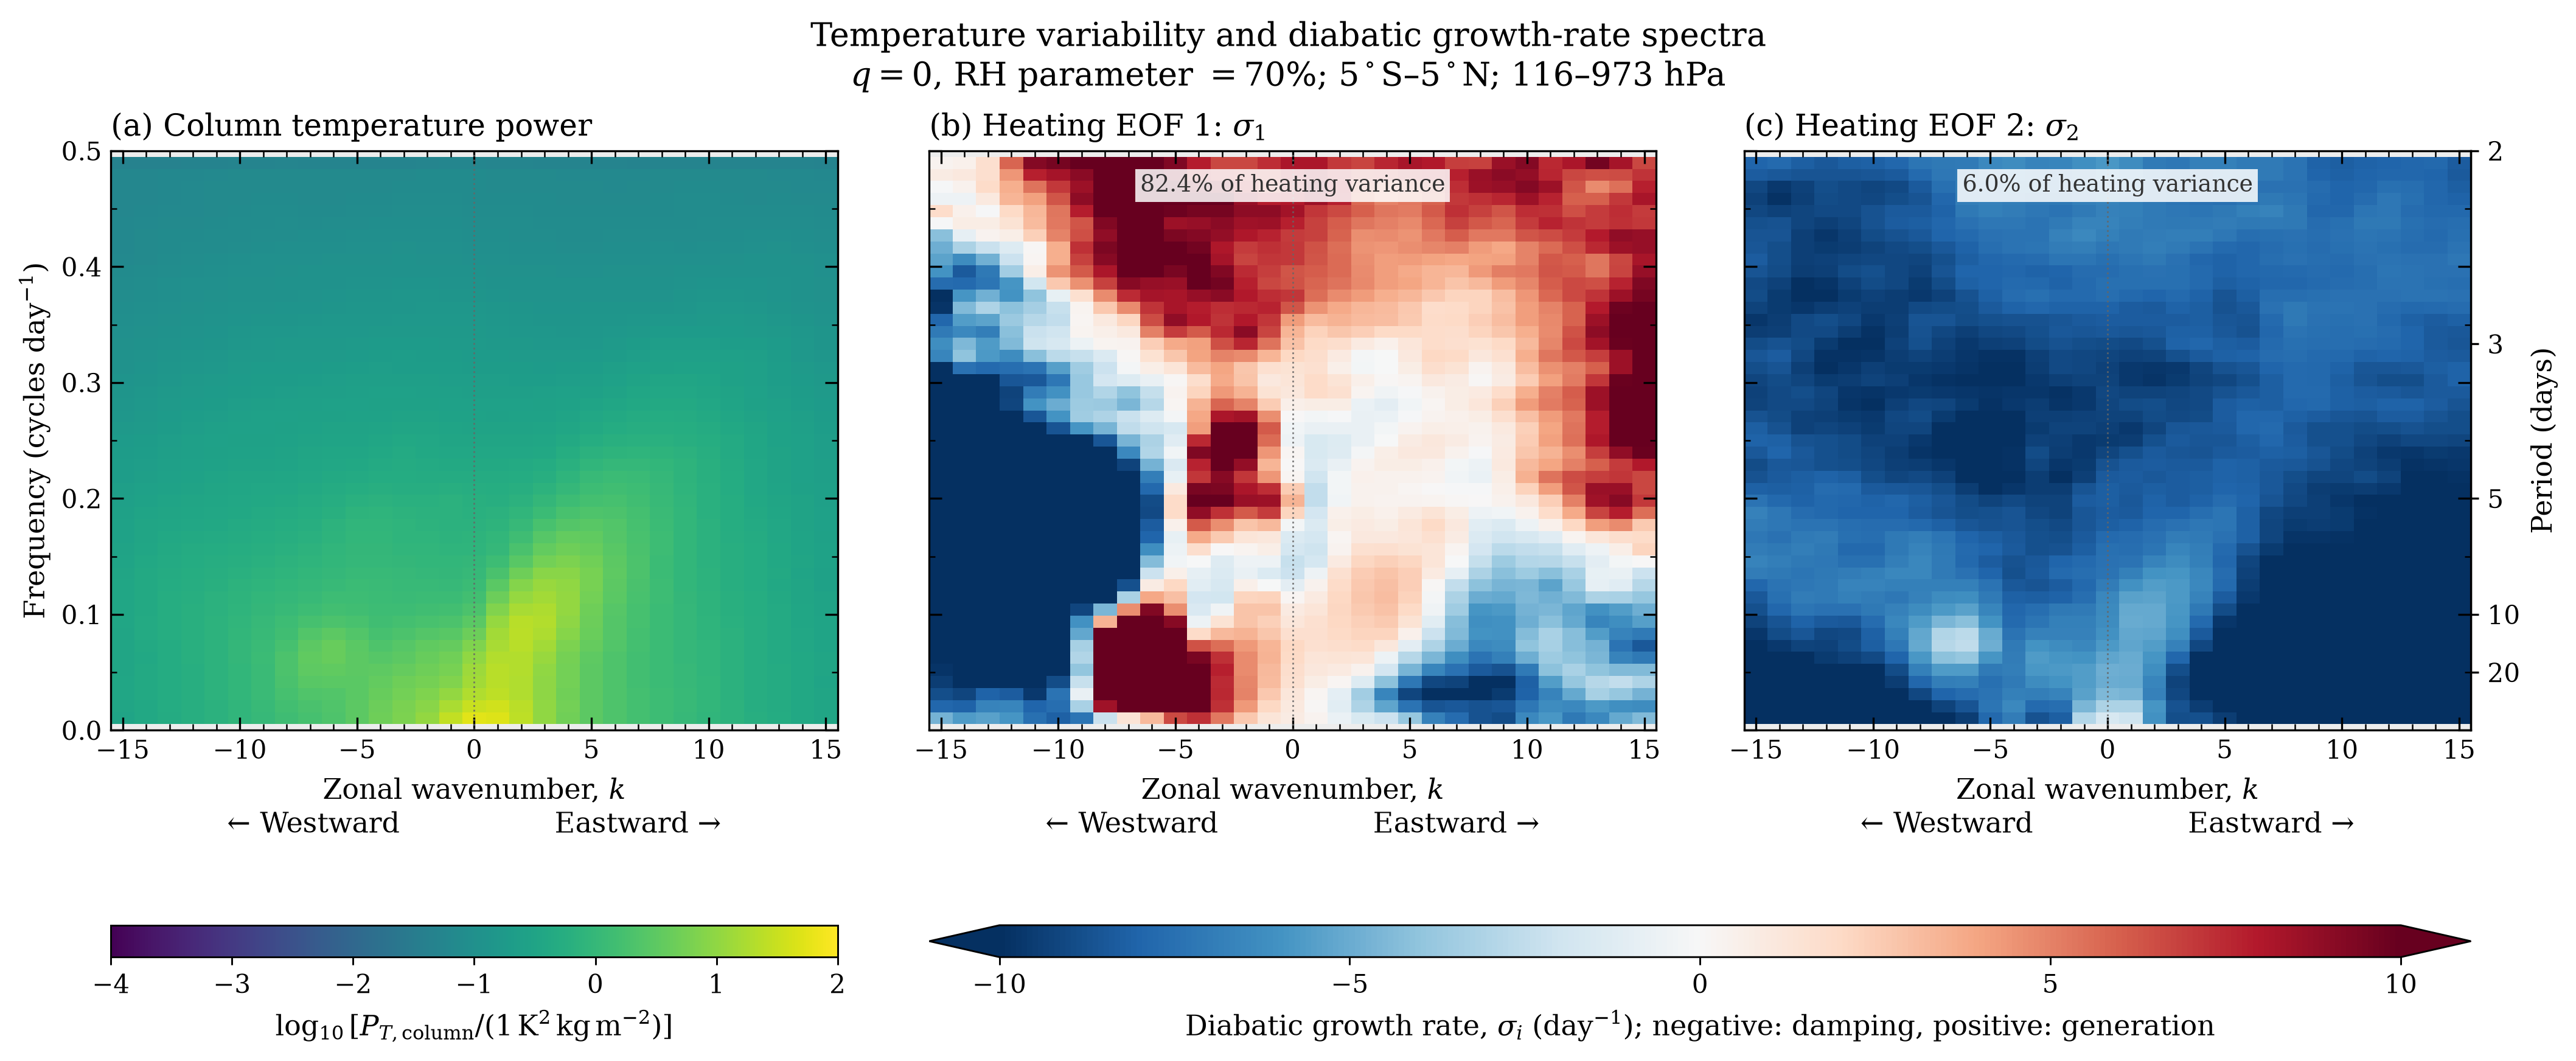 Temperature variability and diabatic growth-rate spectra
q = 0, RH parameter = 70%; 5°S–5°N; 116–973 hPa
(a) Column temperature power
(b) Heating EOF 1: σ₁
(c) Heating EOF 2: σ₂
82.4% of heating variance
6.0% of heating variance
Frequency (cycles day⁻¹)
0.5
0.4
0.3
0.2
0.1
0.0
2
3
5
10
20
Period (days)
−15 −10 −5 0 5 10 15
−15 −10 −5 0 5 10 15
−15 −10 −5 0 5 10 15
Zonal wavenumber, k
← Westward Eastward →
Zonal wavenumber, k
← Westward Eastward →
Zonal wavenumber, k
← Westward Eastward →
−4 −3 −2 −1 0 1 2
log₁₀ [P_{T, column}/(1 K² kg m⁻²)]
−10 −5 0 5 10
Diabatic growth rate, σᵢ (day⁻¹); negative: damping, positive: generation